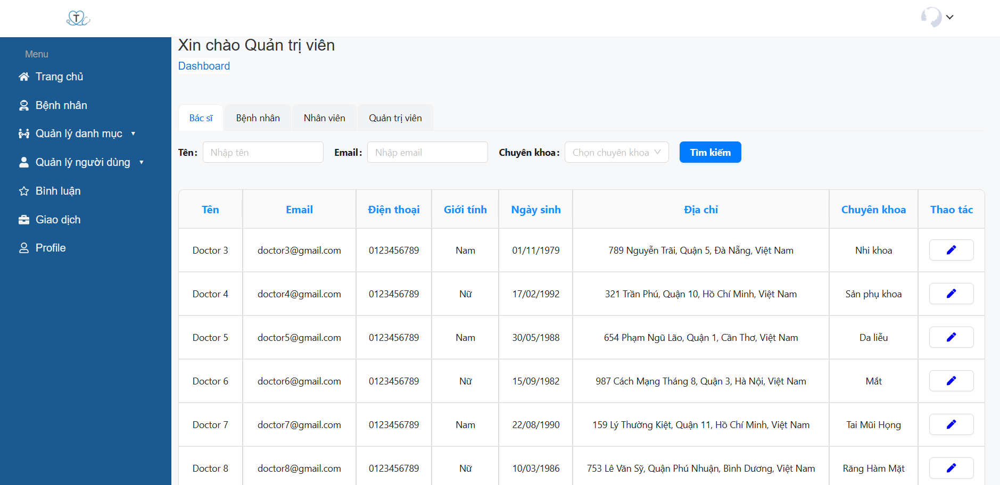 T
Xin chào Quản trị viên
Dashboard
Menu
Trang chủ
Bệnh nhân
Quản lý danh mục
Quản lý người dùng
Bình luận
Giao dịch
Profile
Bác sĩ Bệnh nhân Nhân viên Quản trị viên
Tên: Nhập tên Email: Nhập email Chuyên khoa: Chọn chuyên khoa Tìm kiếm
Tên Email Điện thoại Giới tính Ngày sinh Địa chỉ Chuyên khoa Thao tác
Doctor 3 doctor3@gmail.com 0123456789 Nam 01/11/1979 789 Nguyễn Trãi, Quận 5, Đà Nẵng, Việt Nam Nhi khoa
Doctor 4 doctor4@gmail.com 0123456789 Nữ 17/02/1992 321 Trần Phú, Quận 10, Hồ Chí Minh, Việt Nam Sản phụ khoa
Doctor 5 doctor5@gmail.com 0123456789 Nam 30/05/1988 654 Phạm Ngũ Lão, Quận 1, Cần Thơ, Việt Nam Da liễu
Doctor 6 doctor6@gmail.com 0123456789 Nữ 15/09/1982 987 Cách Mạng Tháng 8, Quận 3, Hà Nội, Việt Nam Mắt
Doctor 7 doctor7@gmail.com 0123456789 Nam 22/08/1990 159 Lý Thường Kiệt, Quận 11, Hồ Chí Minh, Việt Nam Tai Mũi Họng
Doctor 8 doctor8@gmail.com 0123456789 Nữ 10/03/1986 753 Lê Văn Sỹ, Quận Phú Nhuận, Bình Dương, Việt Nam Răng Hàm Mặt